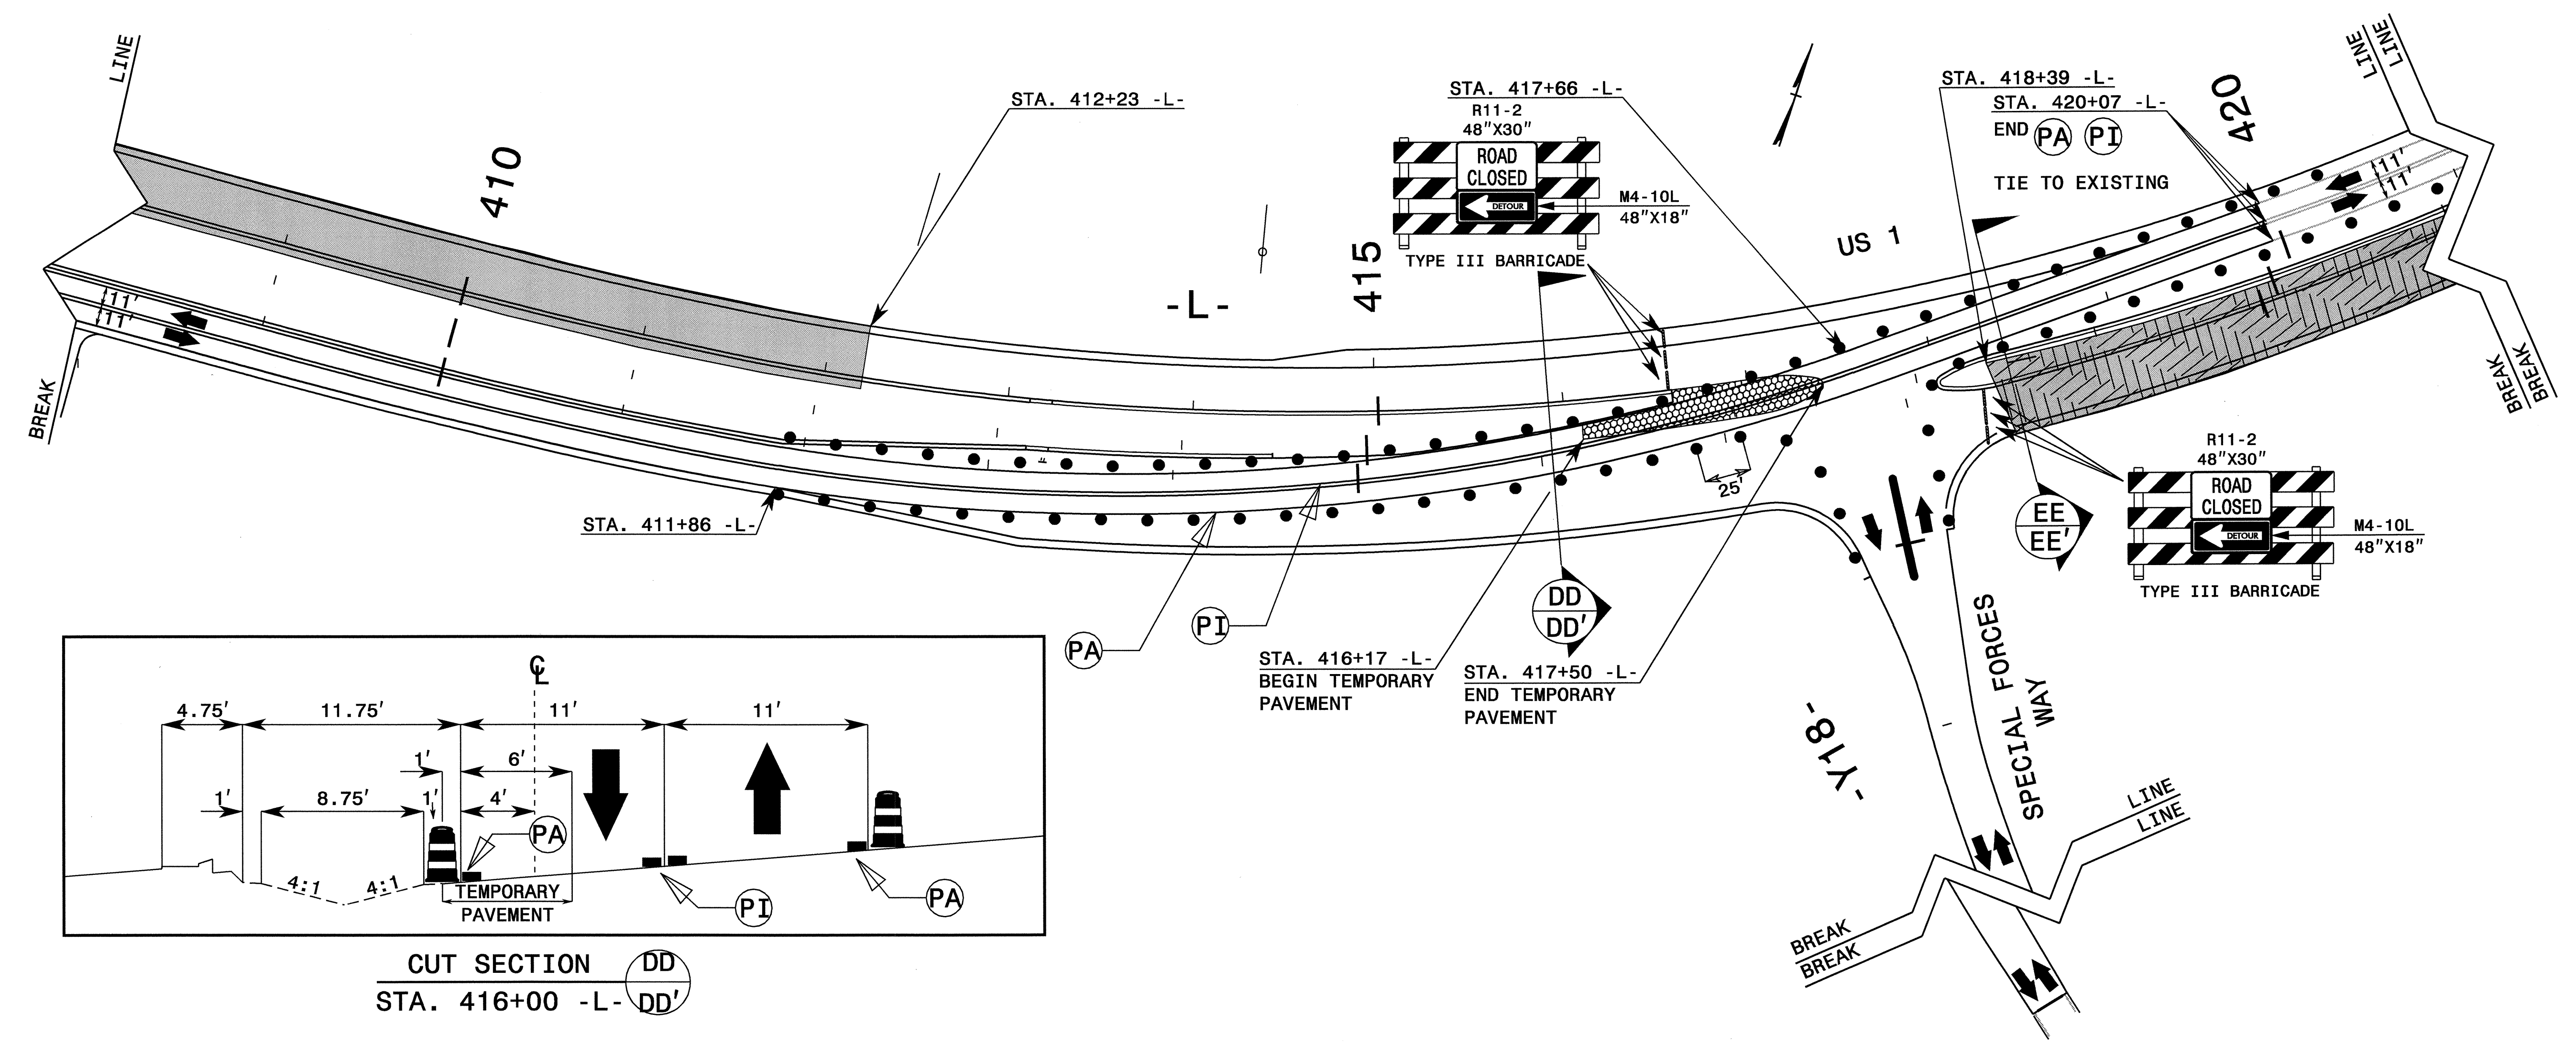 LINE
BREAK
11'
11'
410
STA. 412+23 -L-
STA. 411+86 -L-
-L-
415
STA. 417+66 -L-
R11-2
48"X30"
ROAD
CLOSED
DETOUR
M4-10L
48"X18"
TYPE III BARRICADE
US 1
STA. 418+39 -L-
STA. 420+07 -L-
END PA PI
TIE TO EXISTING
420
LINE
LINE
11'
11'
BREAK
BREAK
25'
R11-2
48"X30"
ROAD
CLOSED
DETOUR
M4-10L
48"X18"
TYPE III BARRICADE
EE
EE'
DD
DD'
PA
PI
STA. 416+17 -L-
BEGIN TEMPORARY
PAVEMENT
STA. 417+50 -L-
END TEMPORARY
PAVEMENT
-Y18-
SPECIAL FORCES
WAY
LINE
LINE
BREAK
BREAK
CL
4.75'
11.75'
11'
11'
1'
6'
1'
8.75'
1'
4'
PA
4:1
4:1
TEMPORARY
PAVEMENT
PI
PA
CUT SECTION
STA. 416+00 -L-
DD
DD'